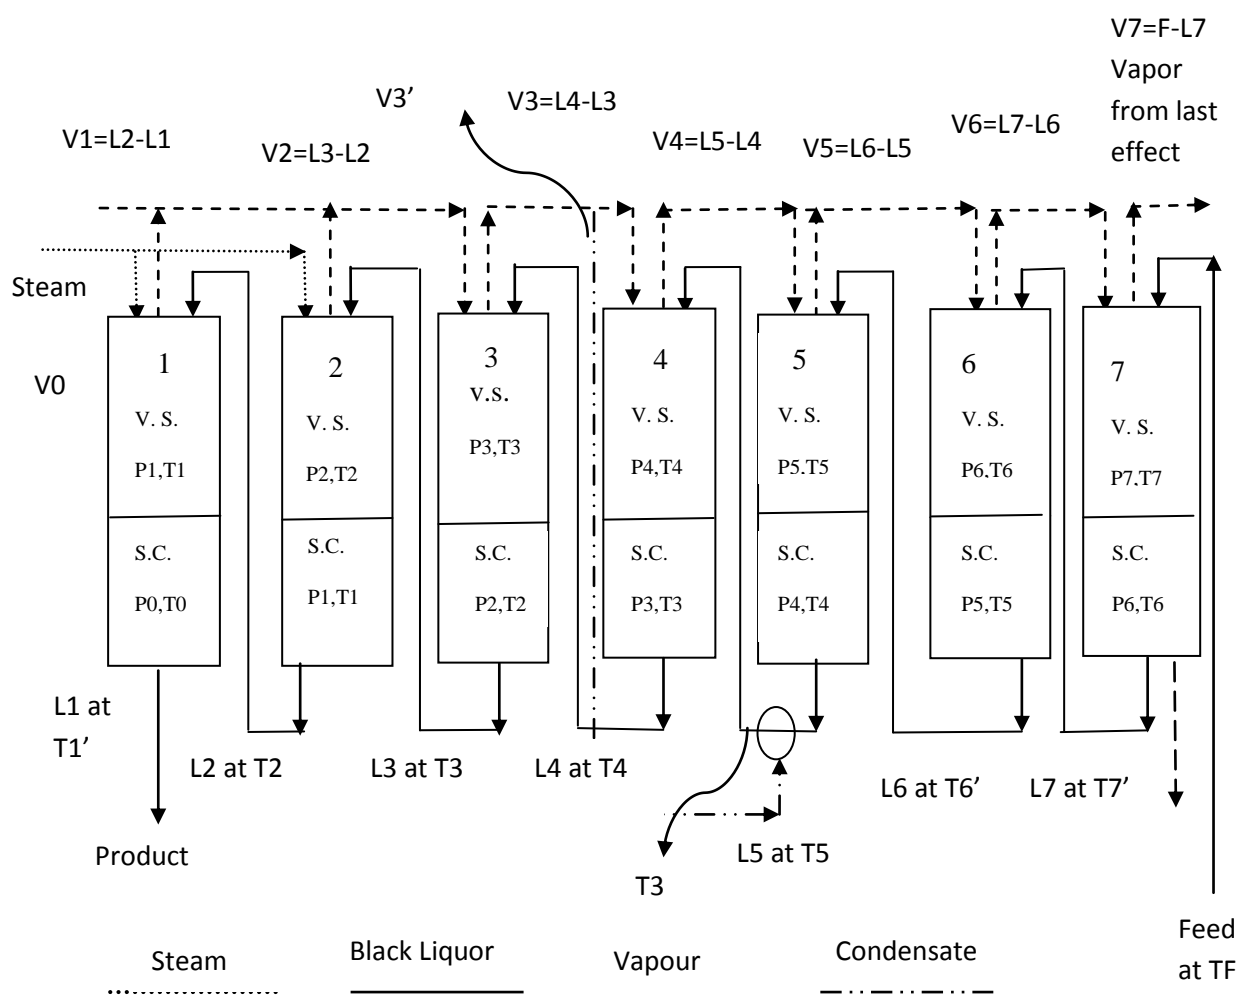 V7=F-L7
Vapor
from last
effect
V3’
V3=L4-L3
V1=L2-L1
V2=L3-L2
V4=L5-L4
V5=L6-L5
V6=L7-L6
Steam
V0
1
V. S.
P1,T1
S.C.
P0,T0
2
V. S.
P2,T2
S.C.
P1,T1
3
v.s.
P3,T3
S.C.
P2,T2
4
V. S.
P4,T4
S.C.
P3,T3
5
V. S.
P5.T5
S.C.
P4,T4
6
V. S.
P6,T6
S.C.
P5,T5
7
V. S.
P7,T7
S.C.
P6,T6
L1 at
T1’
L2 at T2
L3 at T3
L4 at T4
L5 at T5
L6 at T6’
L7 at T7’
Product
T3
Feed
at TF
Steam
Black Liquor
Vapour
Condensate